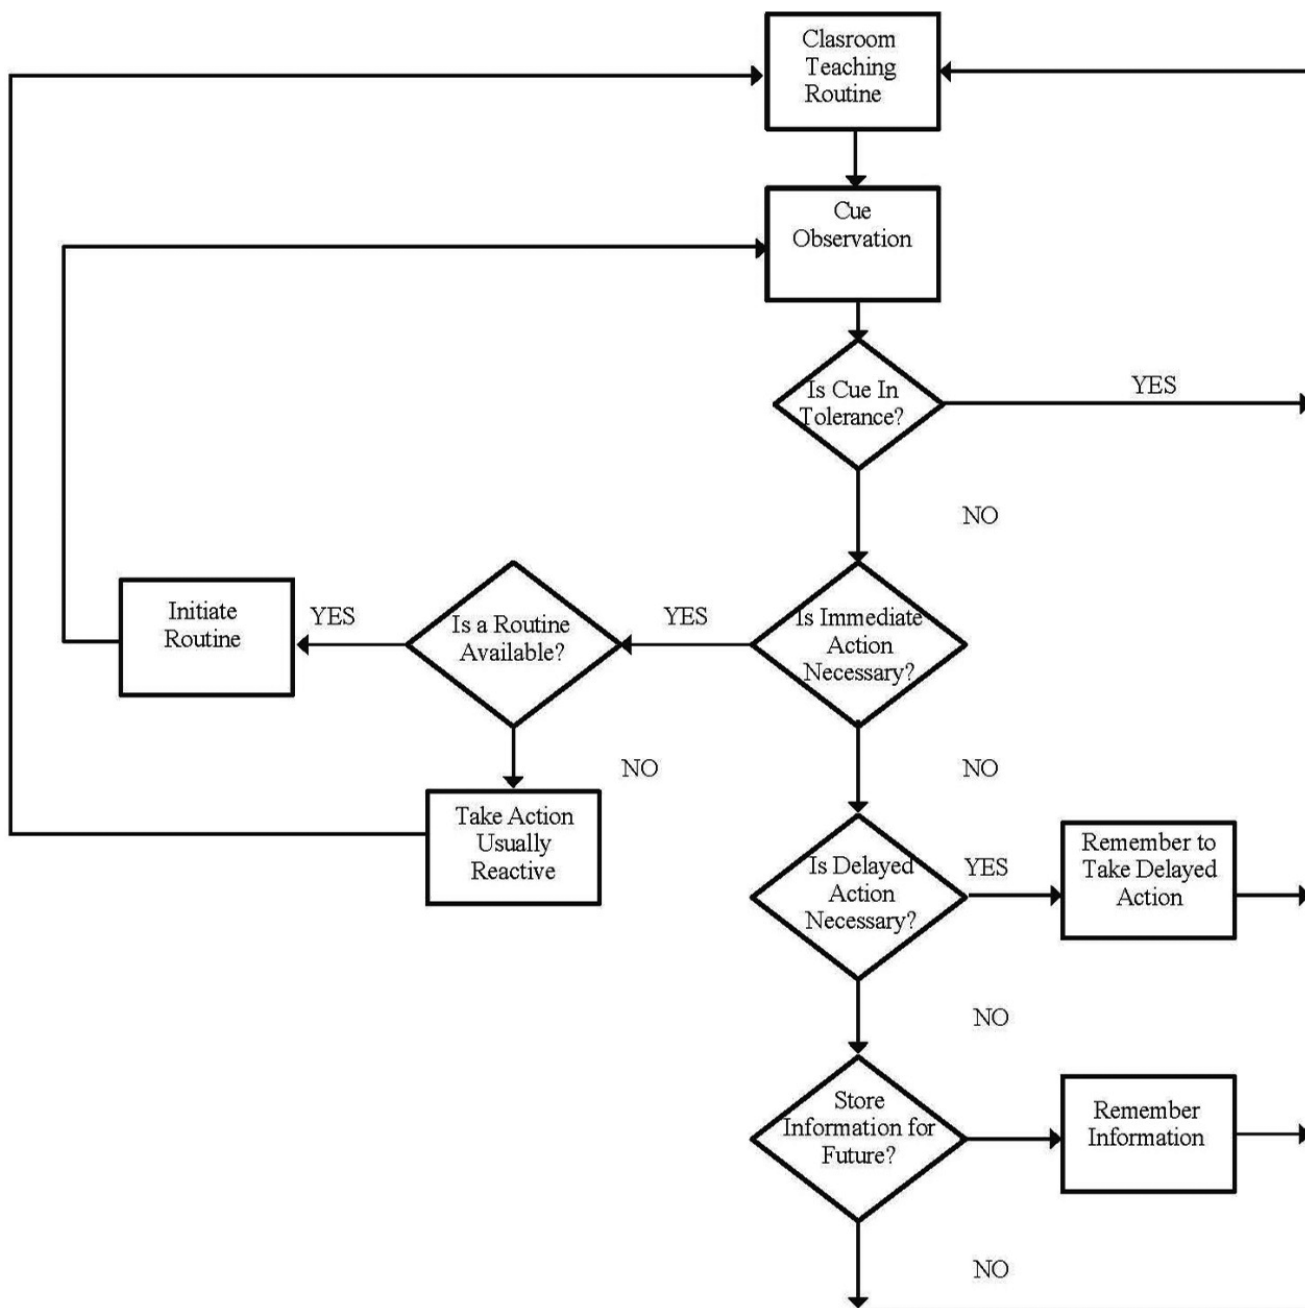 Clasroom
Teaching
Routine
Cue
Observation
Is Cue In
Tolerance?
YES
NO
Initiate
Routine
YES
Is a Routine
Available?
YES
Is Immediate
Action
Necessary?
NO
NO
Take Action
Usually
Reactive
Is Delayed
Action
Necessary?
YES
Remember to
Take Delayed
Action
NO
Store
Information for
Future?
Remember
Information
NO